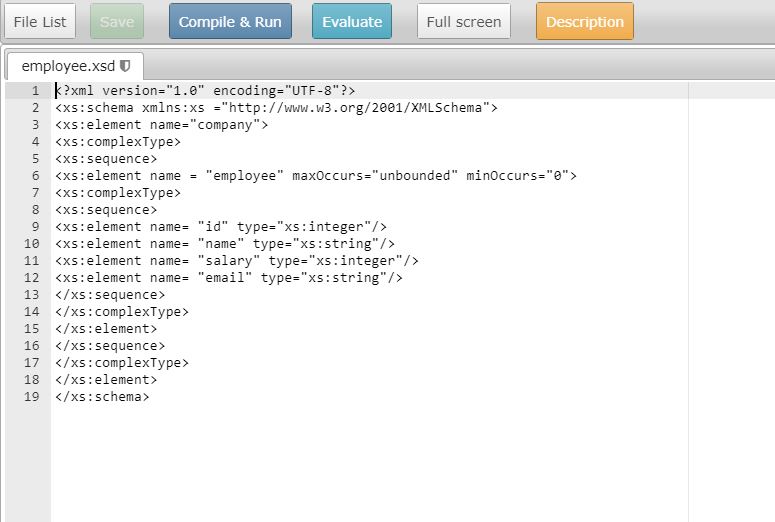 File List Save Compile & Run Evaluate Full screen Description
employee.xsd
1 <?xml version="1.0" encoding="UTF-8"?>
2 <xs:schema xmlns:xs ="http://www.w3.org/2001/XMLSchema">
3 <xs:element name="company">
4 <xs:complexType>
5 <xs:sequence>
6 <xs:element name = "employee" maxOccurs="unbounded" minOccurs="0">
7 <xs:complexType>
8 <xs:sequence>
9 <xs:element name= "id" type="xs:integer"/>
10 <xs:element name= "name" type="xs:string"/>
11 <xs:element name= "salary" type="xs:integer"/>
12 <xs:element name= "email" type="xs:string"/>
13 </xs:sequence>
14 </xs:complexType>
15 </xs:element>
16 </xs:sequence>
17 </xs:complexType>
18 </xs:element>
19 </xs:schema>